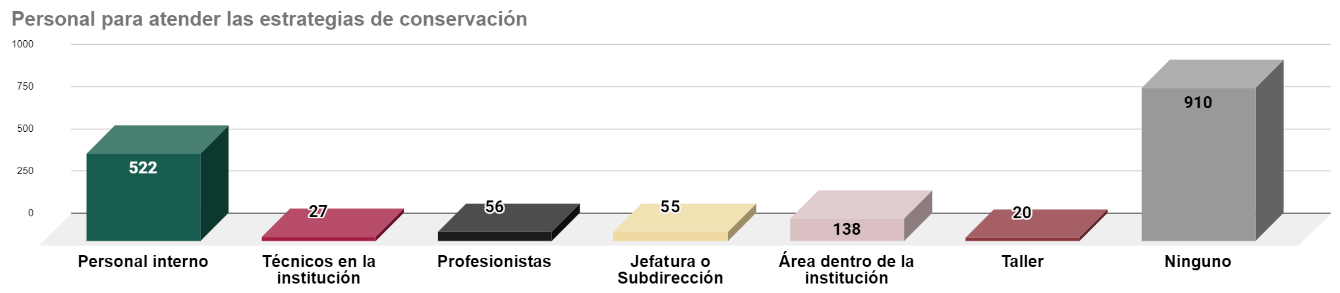 Personal para atender las estrategias de conservación
1000
750
500
250
0
522
27
56
55
138
20
910
Personal interno
Técnicos en la
institución
Profesionistas
Jefatura o
Subdirección
Área dentro de la
institución
Taller
Ninguno